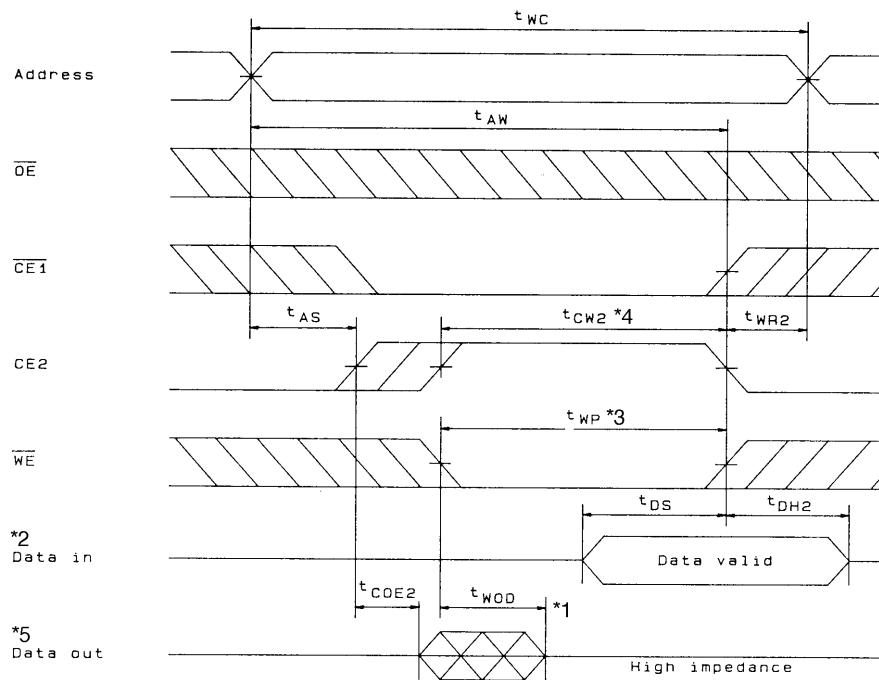 tWC
Address
tAW
OE
CE1
tAS
tCW2 *4
tWR2
CE2
tWP *3
WE
tDS
tDH2
*2
Data in
Data valid
tCOE2
tWOD
*1
*5
Data out
High impedance